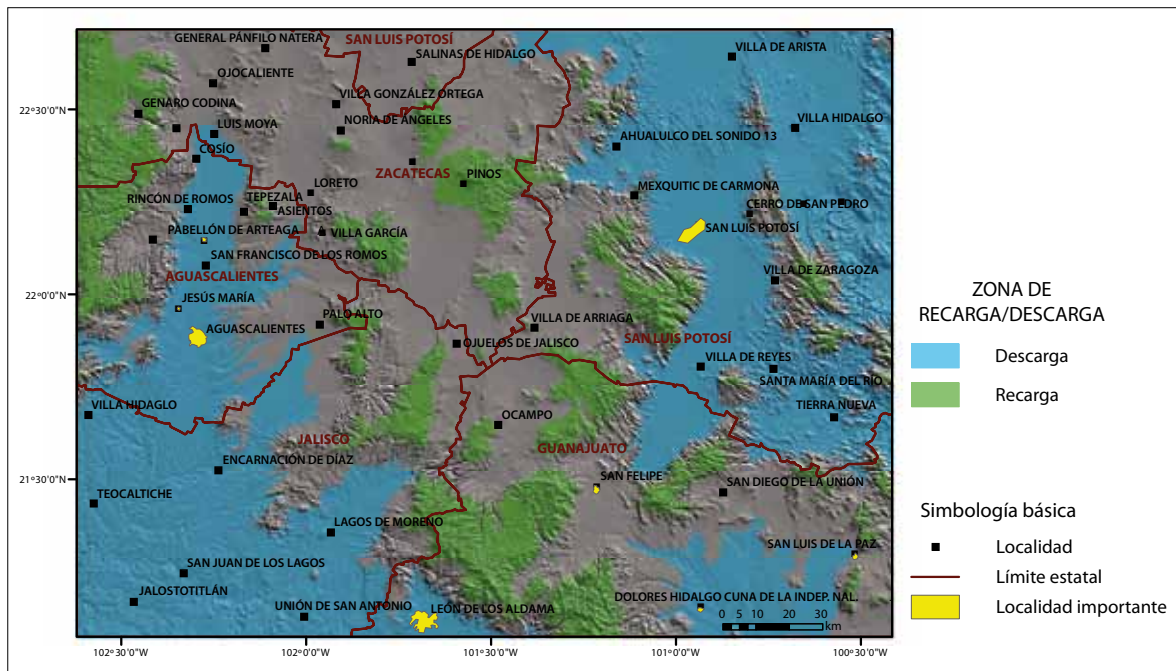 GENERAL PÁNFILO NATERA
SAN LUIS POTOSÍ
SALINAS DE HIDALGO
VILLA DE ARISTA
OJOCALIENTE
VILLA GONZÁLEZ ORTEGA
22°30'0"N
GENARO CODINA
LUIS MOYA
NORIA DE ÁNGELES
VILLA HIDALGO
AHUALULCO DEL SONIDO 13
COSÍO
ZACATECAS
PINOS
LORETO
MEXQUITIC DE CARMONA
RINCÓN DE ROMOS
TEPEZALA
ASIENTOS
CERRO DE SAN PEDRO
PABELLÓN DE ARTEAGA
VILLA GARCÍA
SAN LUIS POTOSÍ
SAN FRANCISCO DE LOS ROMOS
AGUASCALIENTES
VILLA DE ZARAGOZA
22°0'0"N
JESÚS MARÍA
PALO ALTO
AGUASCALIENTES
VILLA DE ARRIAGA
OJUELOS DE JALISCO
SAN LUIS POTOSÍ
VILLA DE REYES
SANTA MARÍA DEL RÍO
VILLA HIDAGLO
OCAMPO
TIERRA NUEVA
JALISCO
GUANAJUATO
ENCARNACIÓN DE DÍAZ
21°30'0"N
SAN FELIPE
SAN DIEGO DE LA UNIÓN
TEOCALTICHE
LAGOS DE MORENO
SAN LUIS DE LA PAZ
SAN JUAN DE LOS LAGOS
JALOSTOTITLÁN
UNIÓN DE SAN ANTONIO
LEÓN DE LOS ALDAMA
DOLORES HIDALGO CUNA DE LA INDEP. NAL.
0 5 10 20 30
km
102°30'0"W
102°0'0"W
101°30'0"W
101°0'0"W
100°30'0"W
ZONA DE
RECARGA/DESCARGA
Descarga
Recarga
Simbología básica
Localidad
Límite estatal
Localidad importante